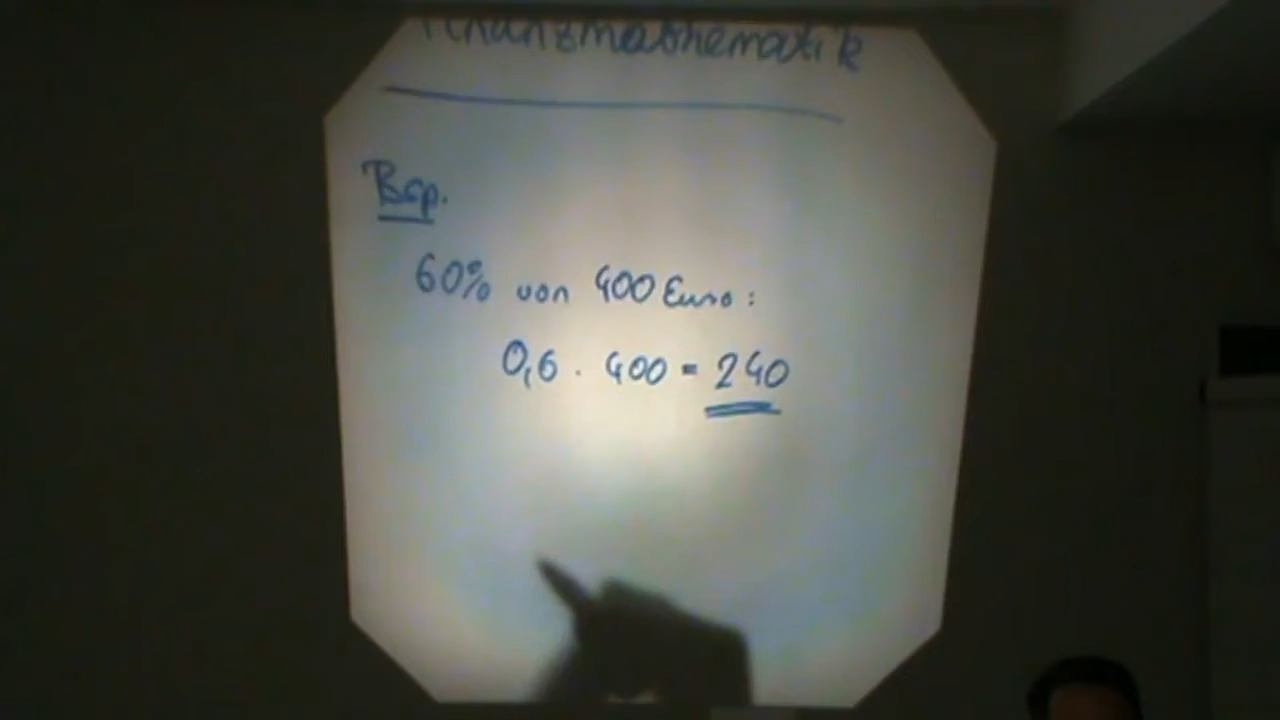 Finanzmathematik
Bsp.
60% von 400 Euro:
0,6 · 400 = 240